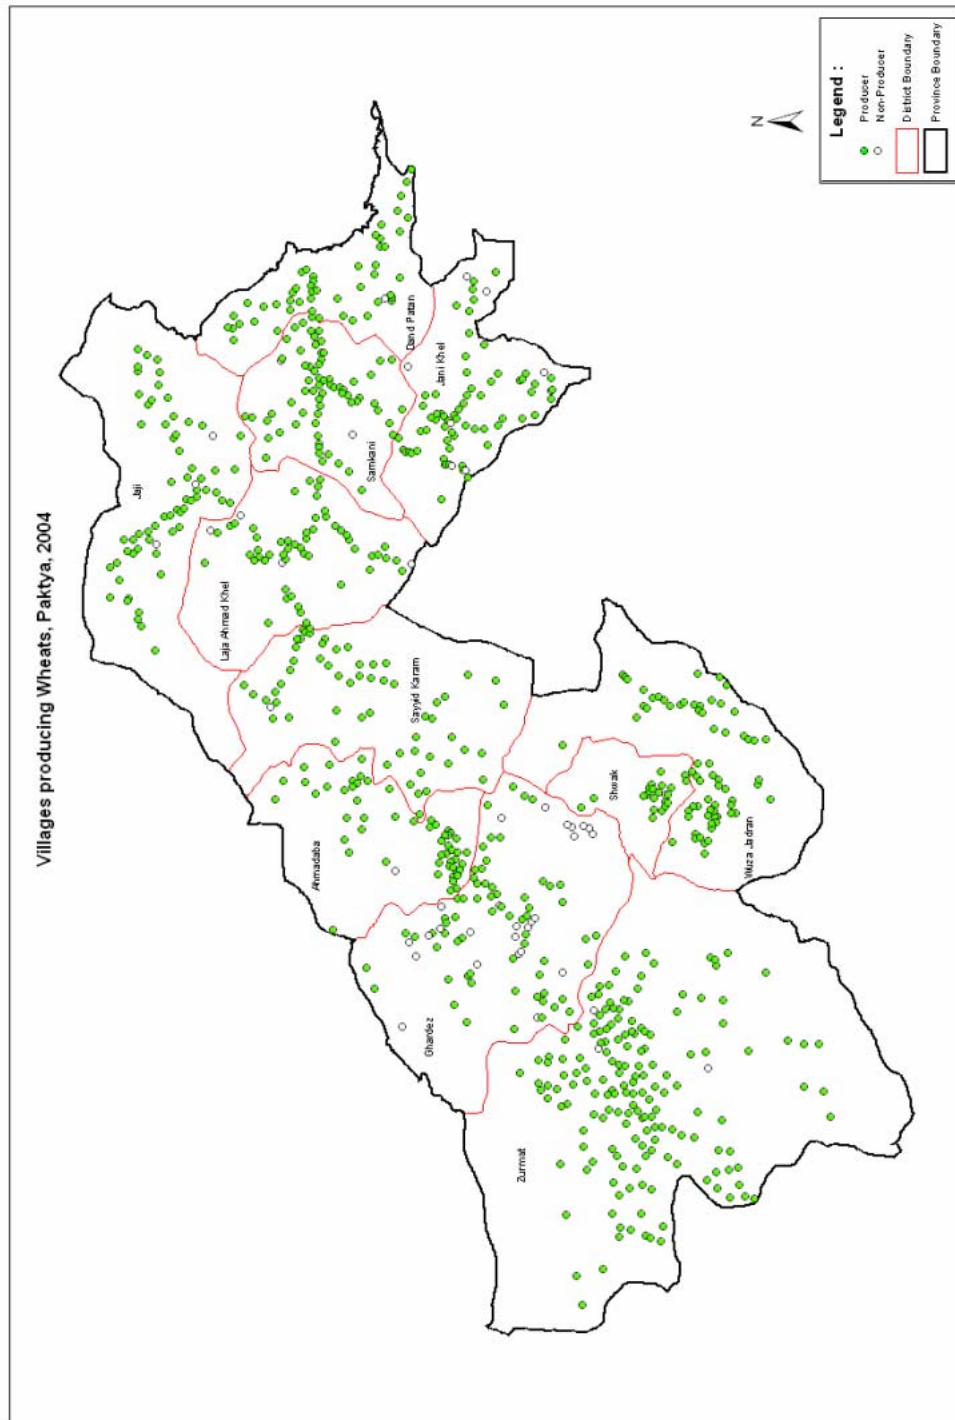 Villages producing Wheats, Paktya, 2004
Jaji
Laja Ahmad Khel
Samkani
Dand Patan
Jani Khel
Sayyid Karam
Ahmadaba
Ghardez
Shwak
Wuza Jadran
Zurmat
N
Legend :
Producer
Non-Producer
District Boundary
Province Boundary